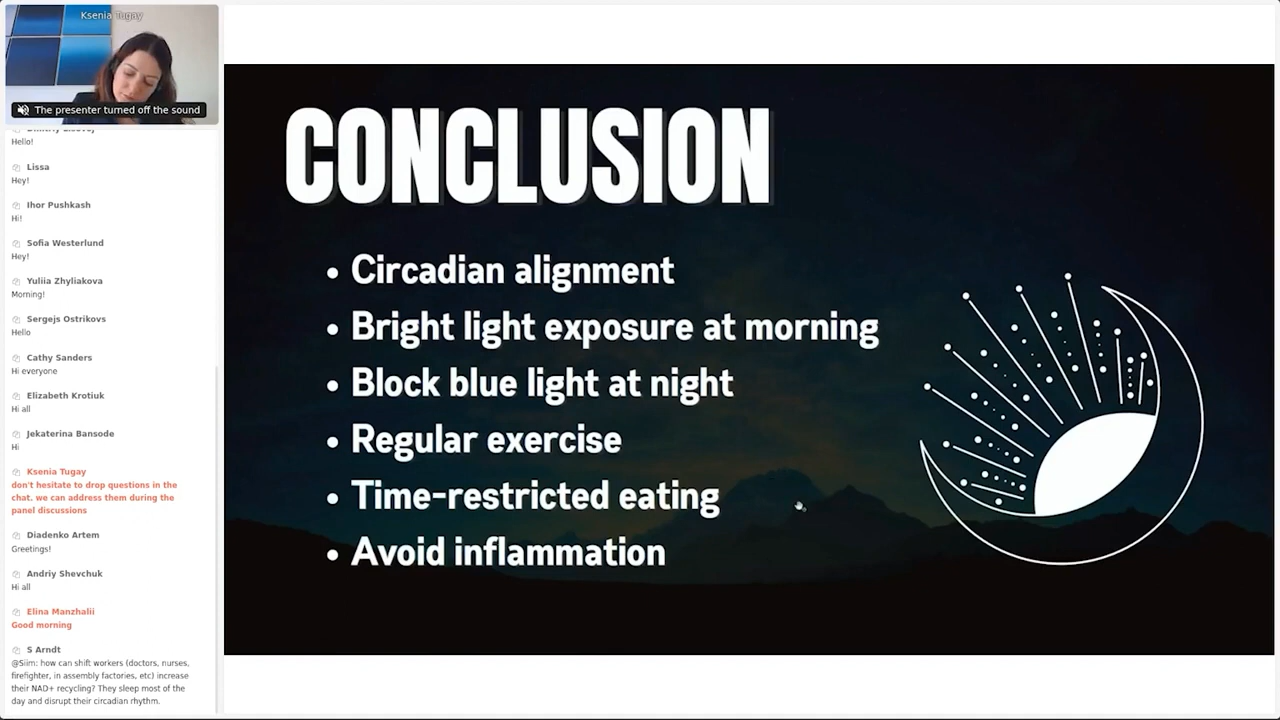 Ksenia Tugay
The presenter turned off the sound
Hello!
Lissa
Hey!
Ihor Pushkash
Hi!
Sofia Westerlund
Hey!
Yuliia Zhyliakova
Morning!
Sergejs Ostrikovs
Hello
Cathy Sanders
Hi everyone
Elizabeth Krotiuk
Hi all
Jekaterina Bansode
Hi
Ksenia Tugay
don't hesitate to drop questions in the
chat. we can address them during the
panel discussions
Diadenko Artem
Greetings!
Andriy Shevchuk
Hi all
Elina Manzhalii
Good morning
S Arndt
@Siim: how can shift workers (doctors, nurses,
firefighter, in assembly factories, etc) increase
their NAD+ recycling? They sleep most of the
day and disrupt their circadian rhythm.
CONCLUSION
• Circadian alignment
• Bright light exposure at morning
• Block blue light at night
• Regular exercise
• Time-restricted eating
• Avoid inflammation